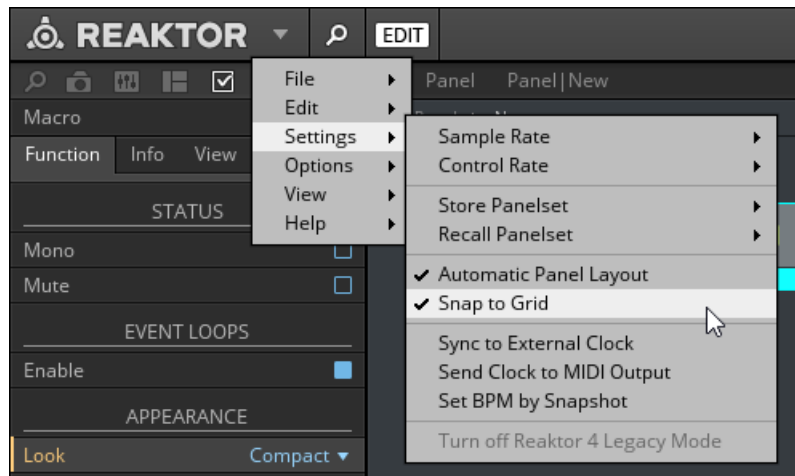 REAKTOR EDIT
File Panel Panel|New
Macro Edit
Function Info View Settings Sample Rate
Options Control Rate
STATUS View Store Panelset
Help Recall Panelset
Mono
Mute Automatic Panel Layout
Snap to Grid
EVENT LOOPS
Enable Sync to External Clock
Send Clock to MIDI Output
APPEARANCE Set BPM by Snapshot
Look Compact Turn off Reaktor 4 Legacy Mode